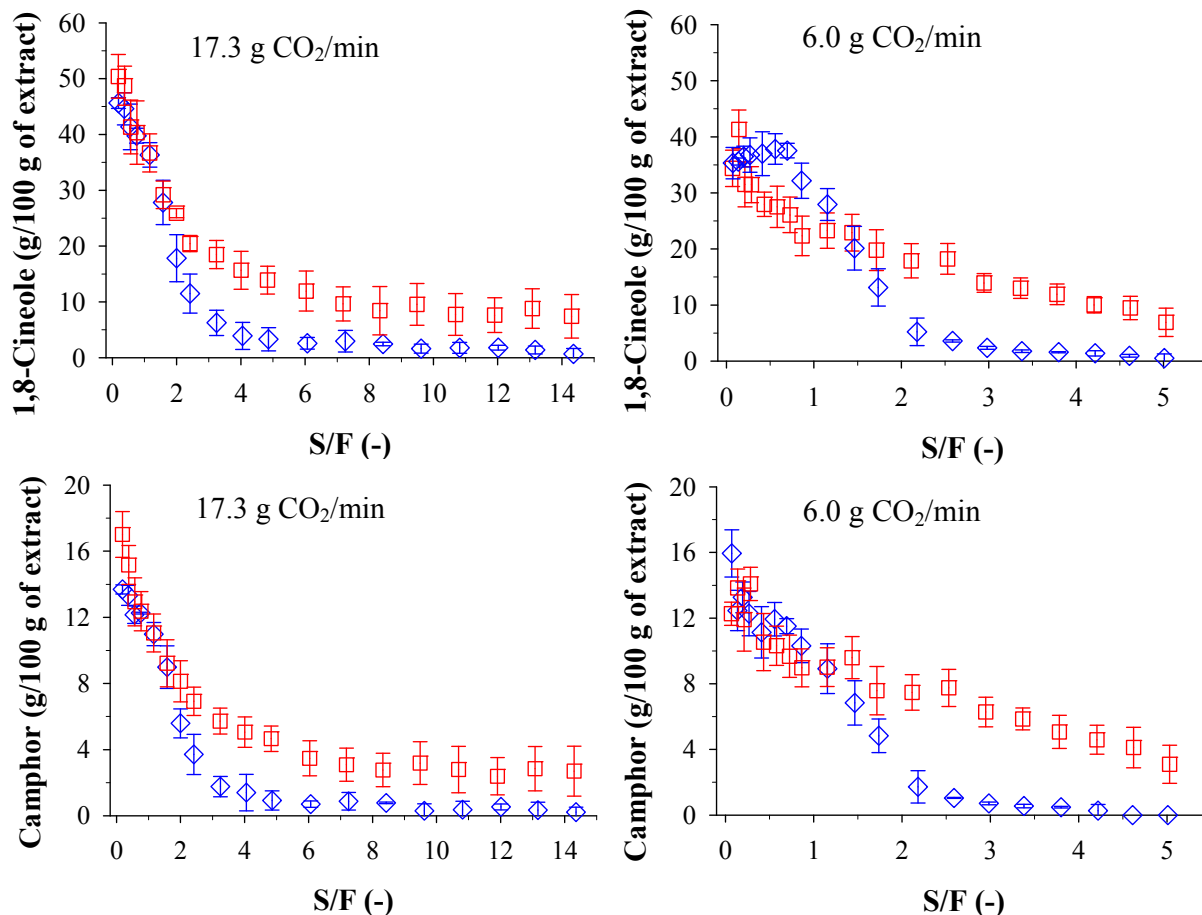 17.3 g CO₂/min
1,8-Cineole (g/100 g of extract)
60
50
40
30
20
10
0
0 2 4 6 8 10 12 14
S/F (-)
6.0 g CO₂/min
1,8-Cineole (g/100 g of extract)
60
50
40
30
20
10
0
0 1 2 3 4 5
S/F (-)
17.3 g CO₂/min
Camphor (g/100 g of extract)
20
16
12
8
4
0
0 2 4 6 8 10 12 14
S/F (-)
6.0 g CO₂/min
Camphor (g/100 g of extract)
20
16
12
8
4
0
0 1 2 3 4 5
S/F (-)